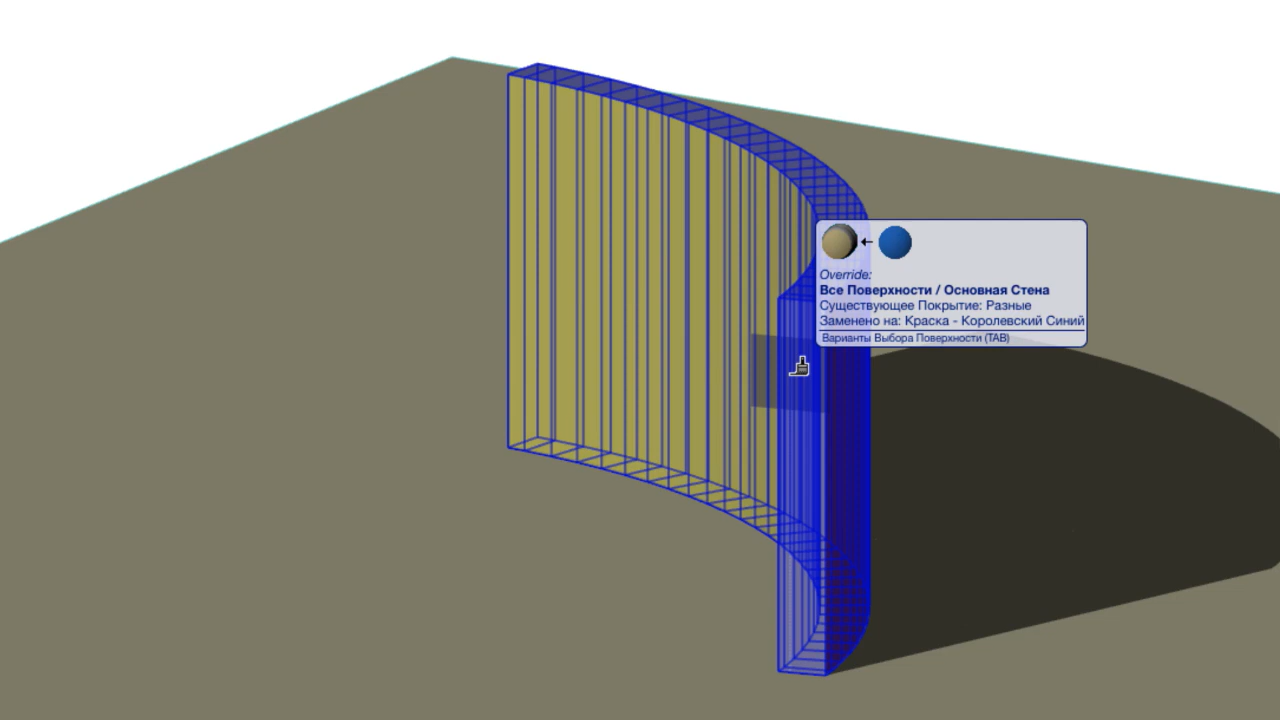 Override:
Все Поверхности / Основная Стена
Существующее Покрытие: Разные
Заменено на: Краска - Королевский Синий
Варианты Выбора Поверхности (TAB)